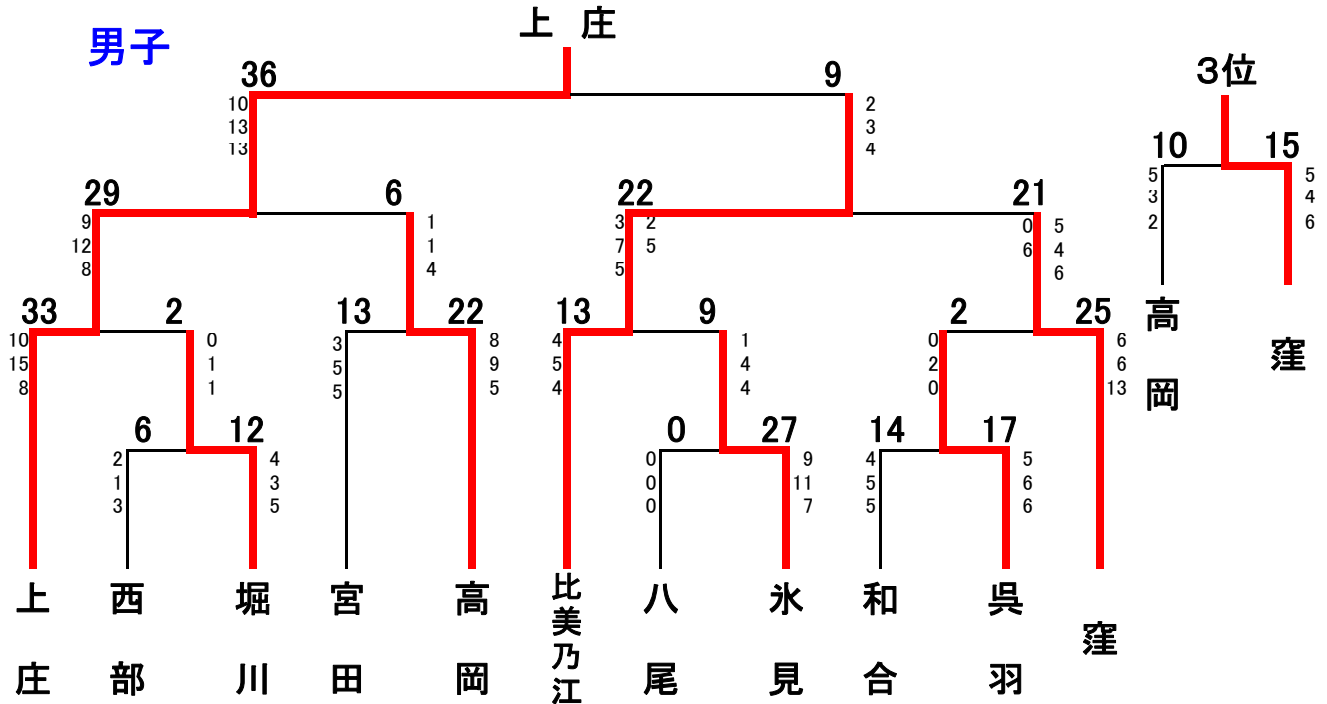 男子
上庄
36 9
10 2
13 3
13 4
3位
10 15
5 5
3 4
2 6
高岡
窪
29 6
9 1
12 1
8 4
22 21
3 2 0 5
7 5 6 4
5 6
33 2
10 0
15 1
8 1
13 22
3 8
5 9
5 5
13 9
4 1
5 4
4 4
2 25
0 6
2 6
0 13
6 12
2 4
1 3
3 5
0 27
0 9
0 11
0 7
14 17
4 5
5 6
5 6
上庄
西部
堀川
宮田
高岡
比美乃江
八尾
氷見
和合
呉羽
窪